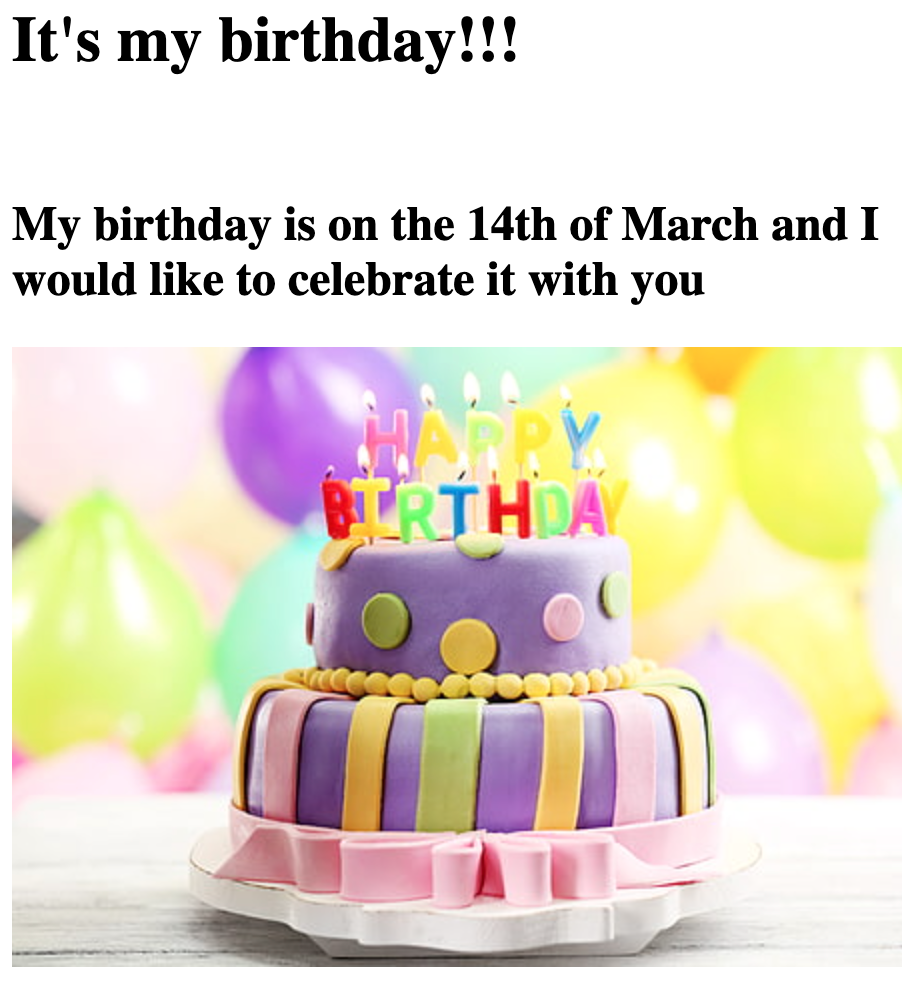 It's my birthday!!!
My birthday is on the 14th of March and I
would like to celebrate it with you
HAPPY
BIRTHDAY